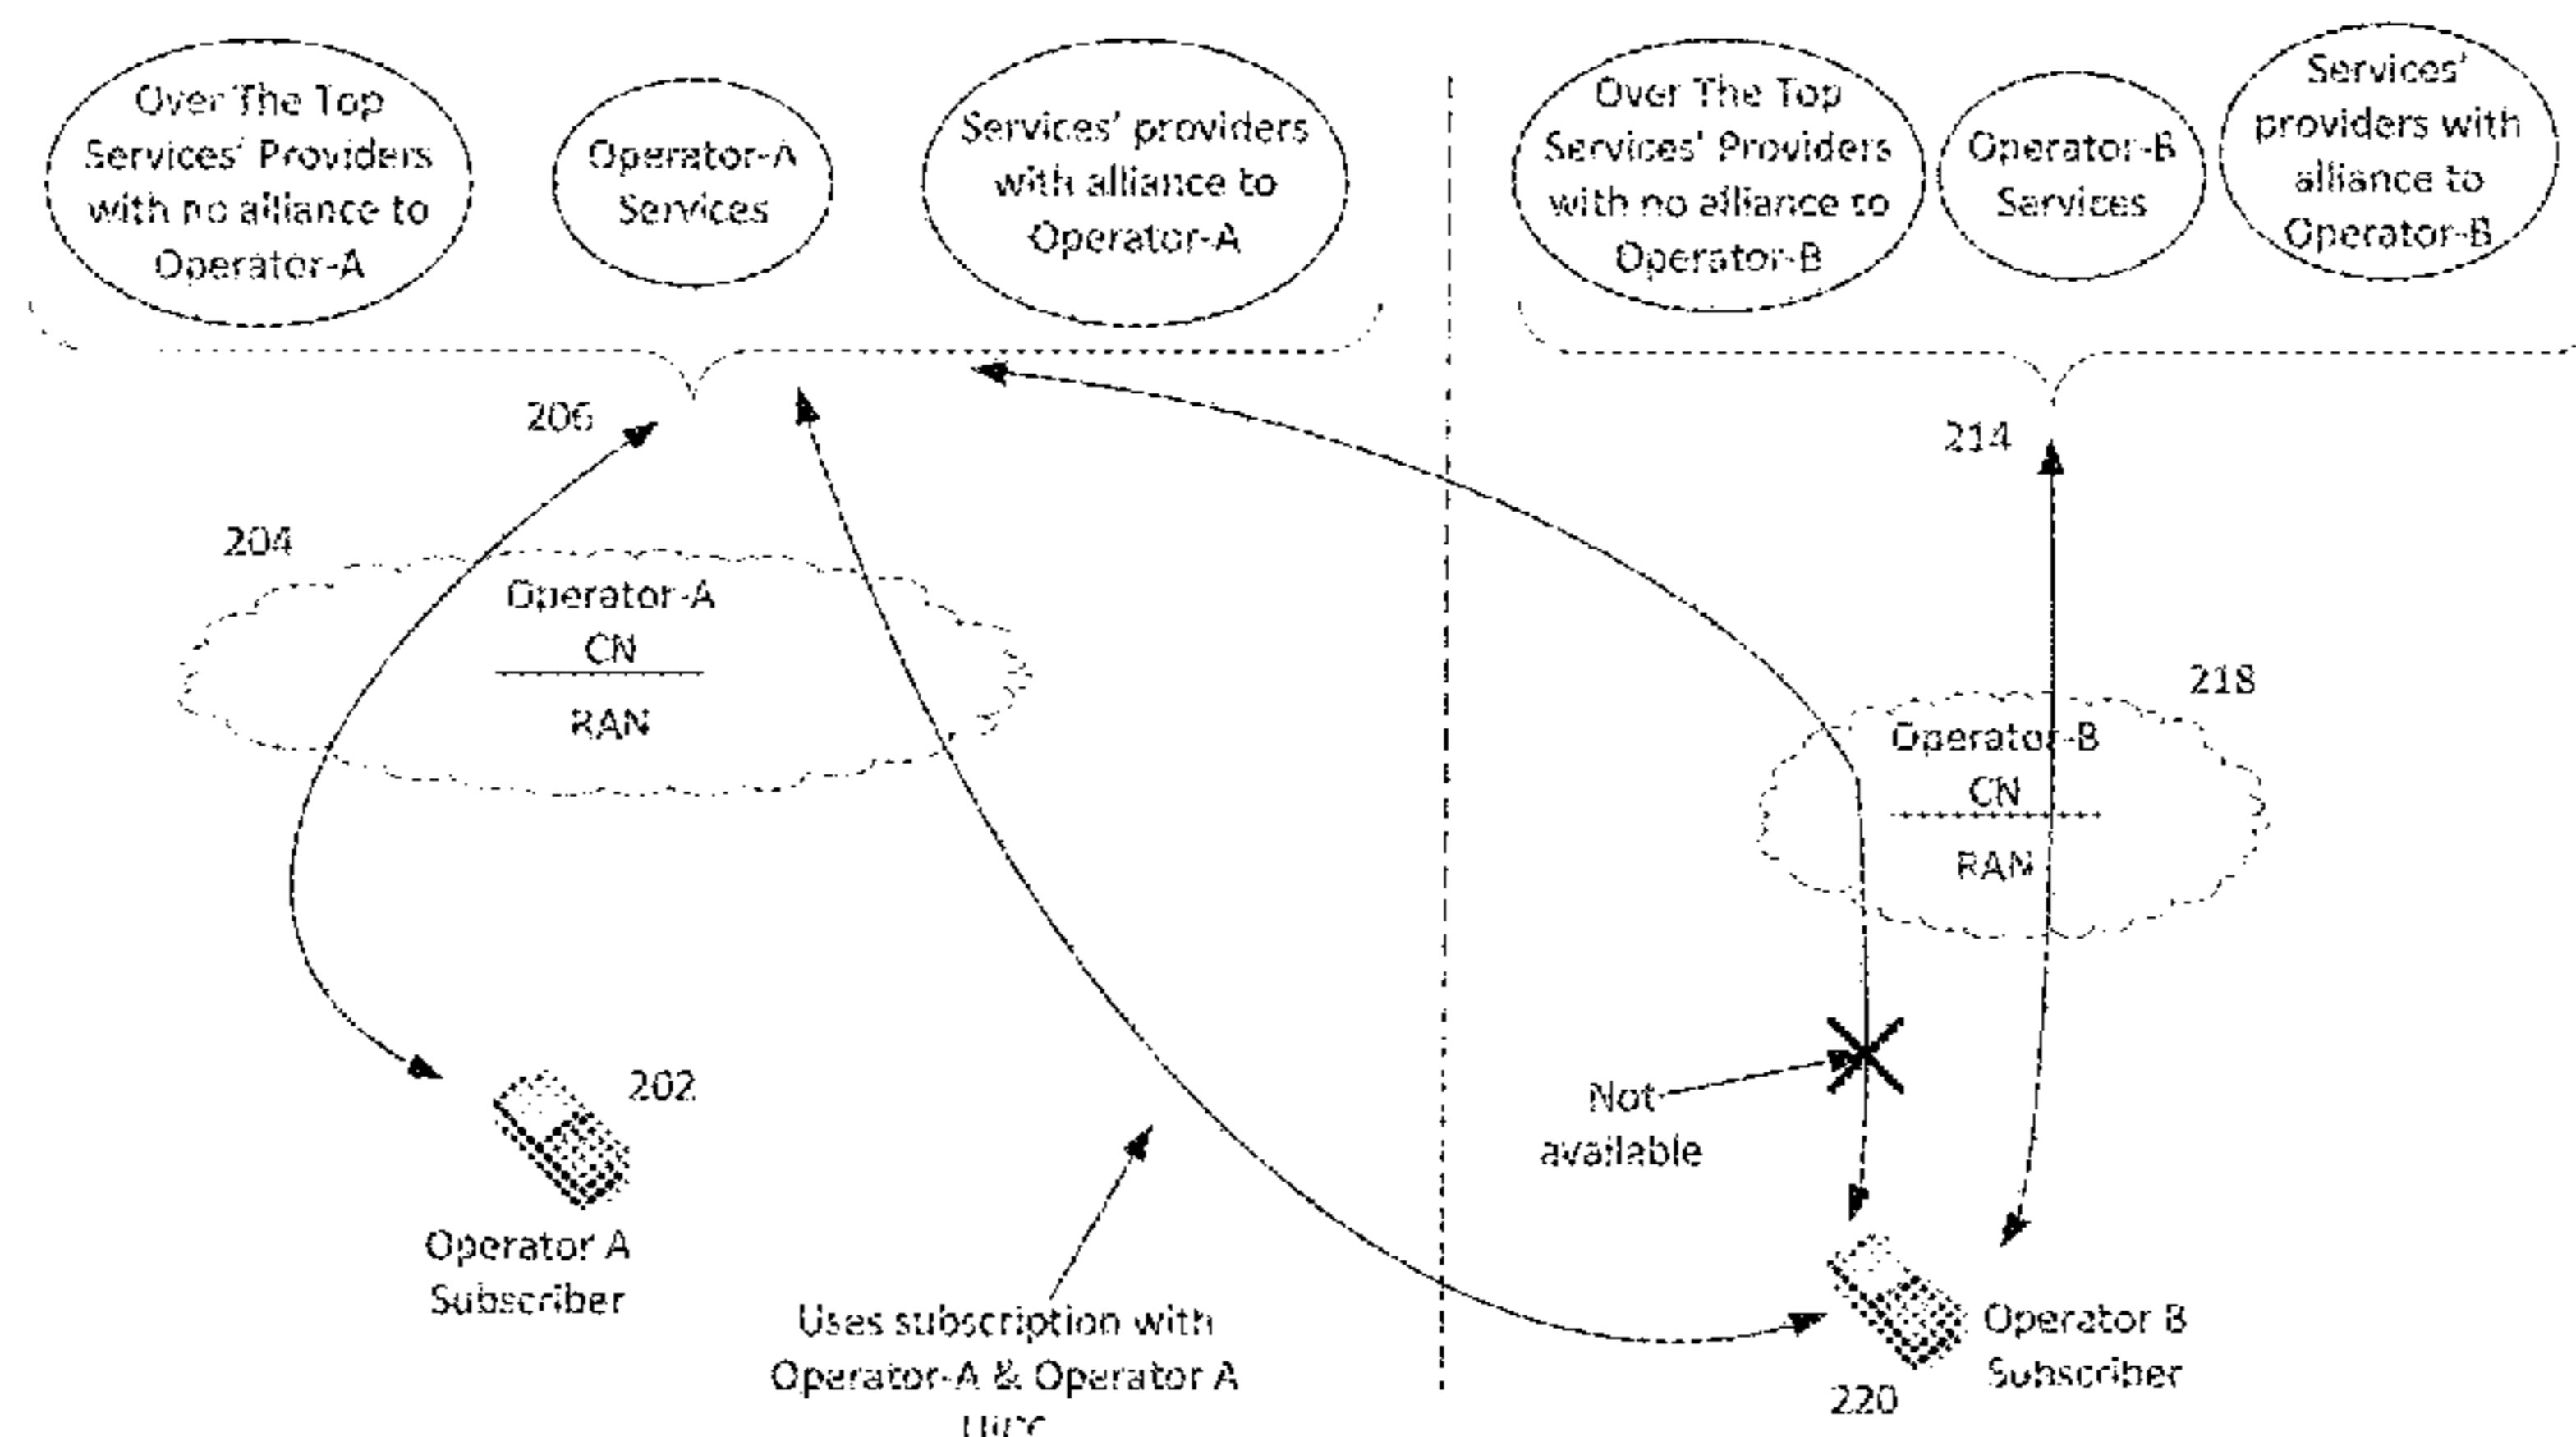 Over The Top
Services' Providers
with no alliance to
Operator-A
Operator-A
Services
Services' providers
with alliance to
Operator-A
Over The Top
Services' Providers
with no alliance to
Operator-B
Operator-B
Services
Services'
providers with
alliance to
Operator-B
206
214
204
Operator-A
CN
RAN
218
Operator-B
CN
RAN
202
Operator A
Subscriber
Not
available
Uses subscription with
Operator-A & Operator A
Operator B
Subscriber
220